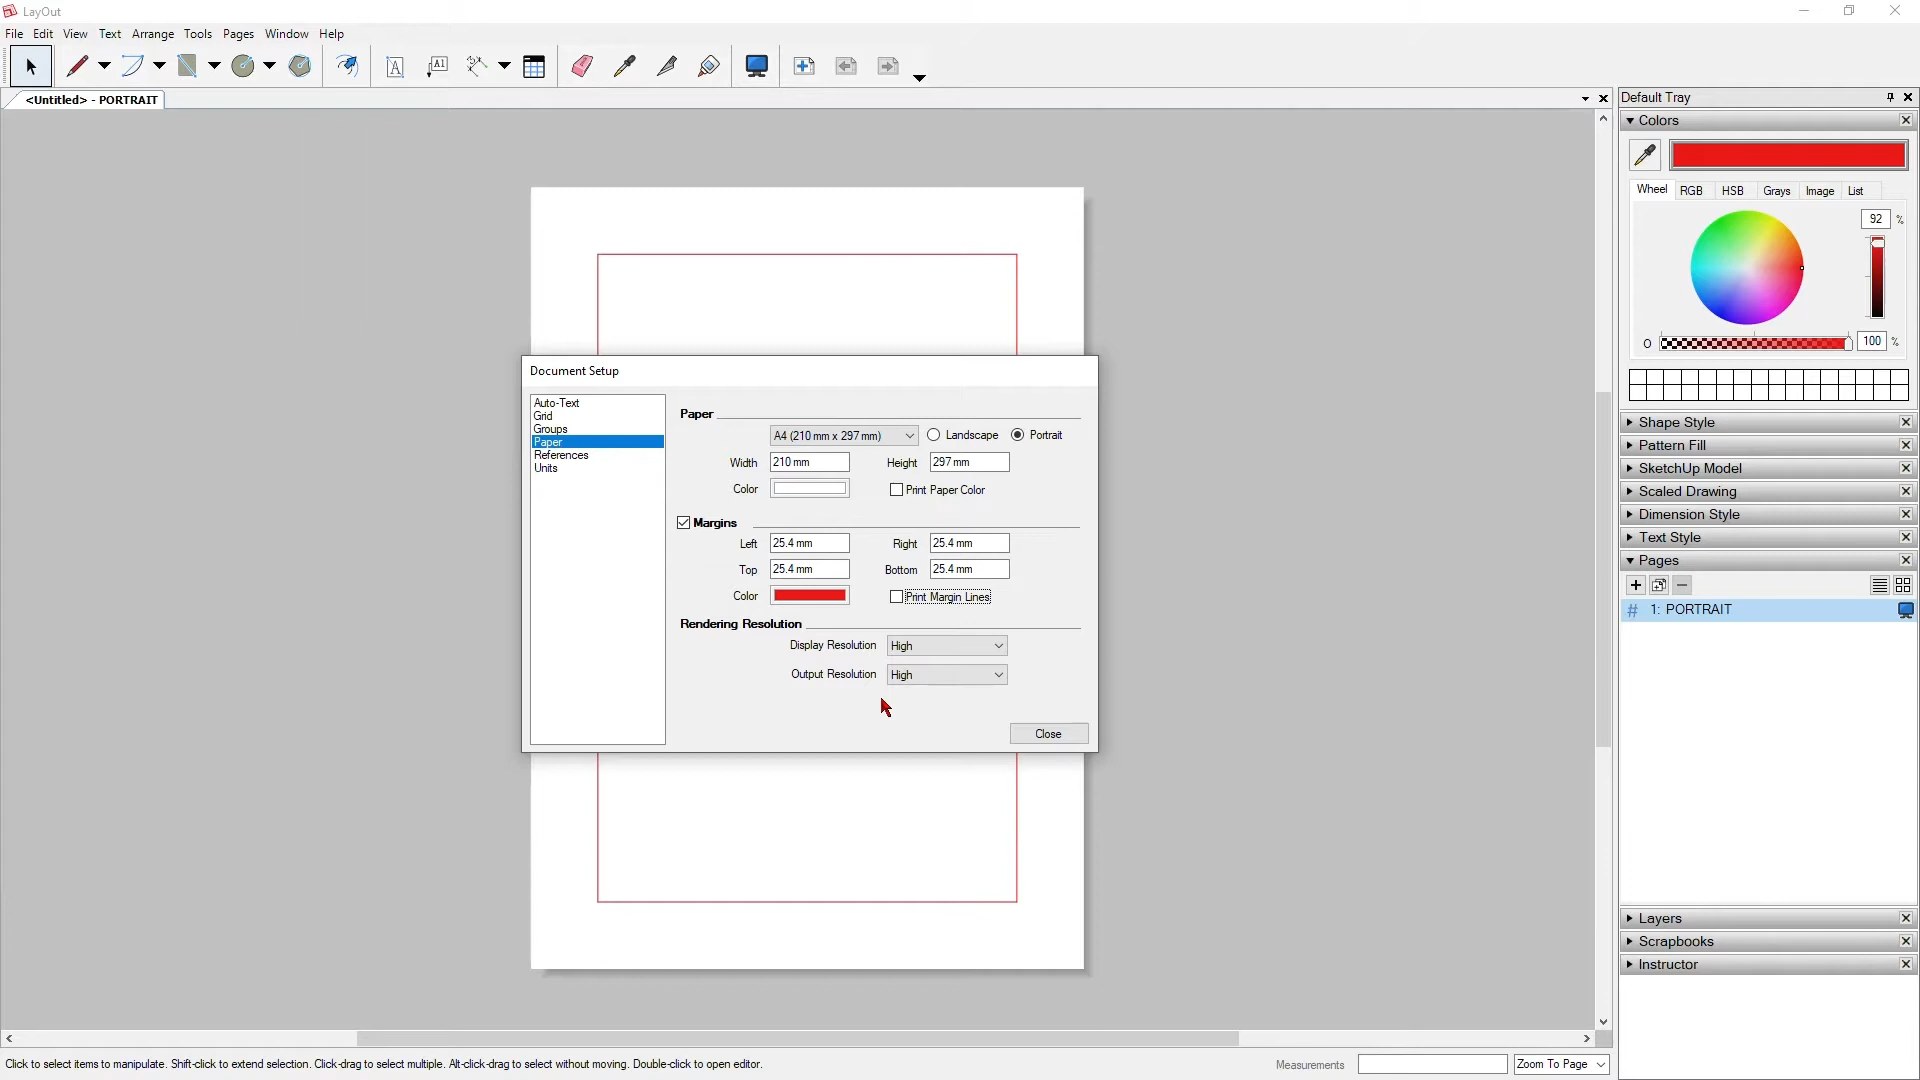 LayOut
File Edit View Text Arrange Tools Pages Window Help
<Untitled> - PORTRAIT
Default Tray
Colors
Wheel RGB HSB Grays Image List
92 %
O 100 %
Shape Style
Pattern Fill
SketchUp Model
Scaled Drawing
Dimension Style
Text Style
Pages
# 1: PORTRAIT
Layers
Scrapbooks
Instructor
Document Setup
Auto-Text
Grid
Groups
Paper
References
Units
Paper
A4 (210 mm x 297 mm) Landscape Portrait
Width 210 mm Height 297 mm
Color Print Paper Color
Margins
Left 25.4 mm Right 25.4 mm
Top 25.4 mm Bottom 25.4 mm
Color Print Margin Lines
Rendering Resolution
Display Resolution High
Output Resolution High
Close
Click to select items to manipulate. Shift-click to extend selection. Click-drag to select multiple. Alt-click-drag to select without moving. Double-click to open editor.
Measurements Zoom To Page